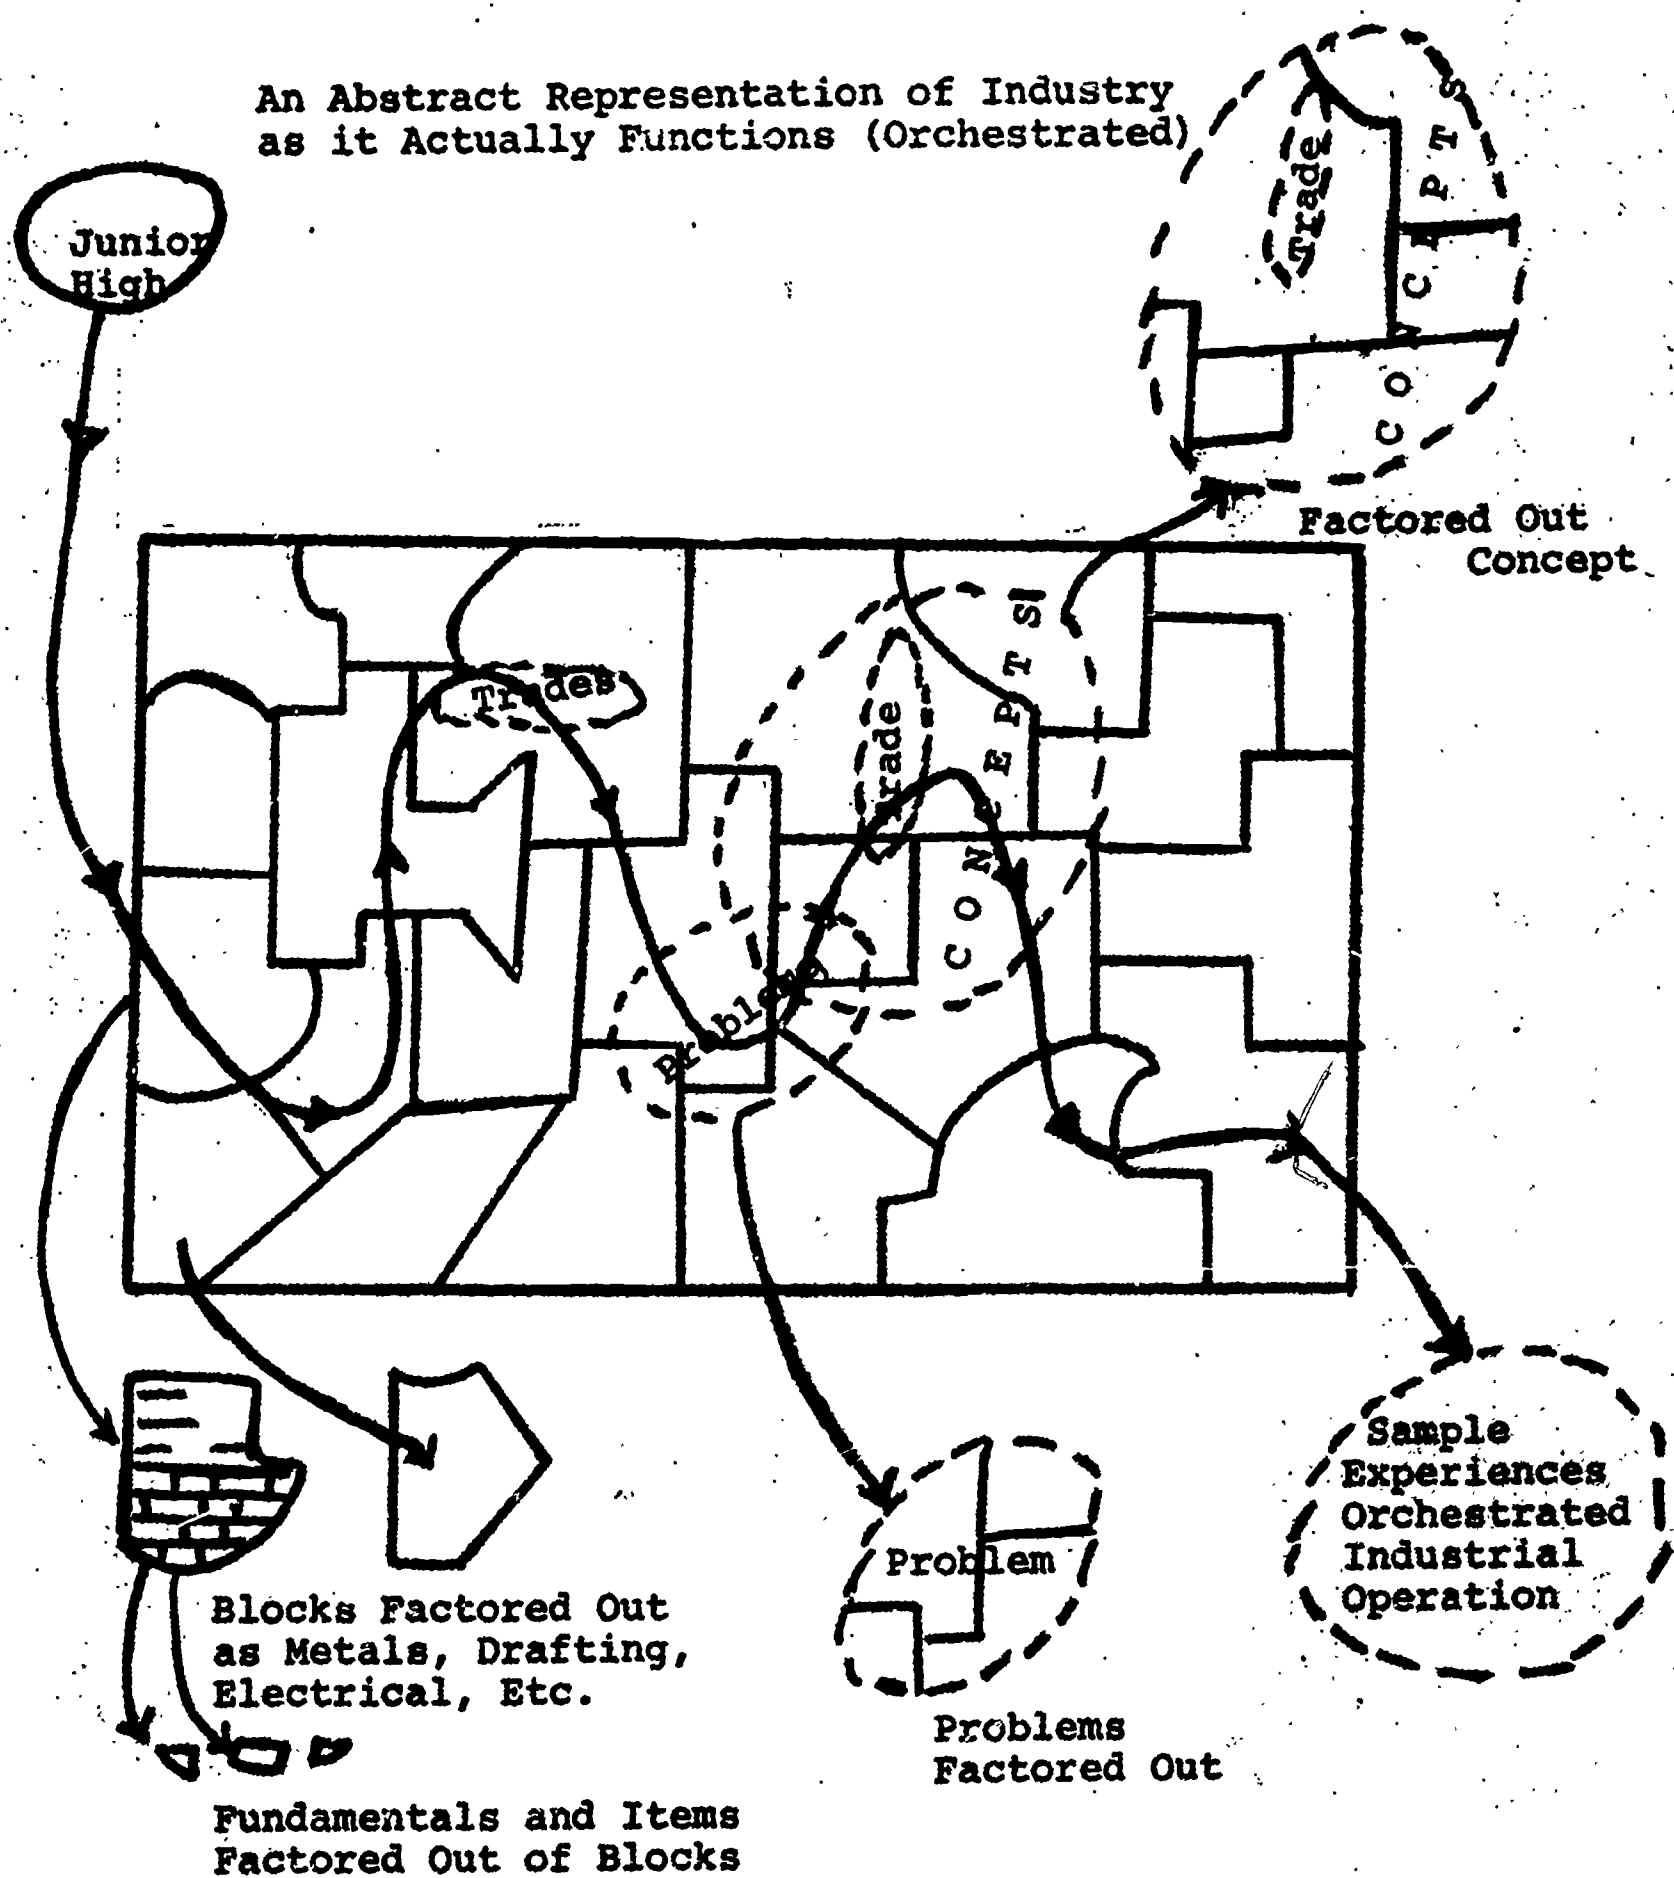 An Abstract Representation of Industry
as it Actually Functions (Orchestrated)
Junior
High
Trade
CONCEPTS
Factored Out
Concept
Trades
Trade
CONCEPTS
Problem
Sample
Experiences
Orchestrated
Industrial
Operation
Problem
Blocks Factored Out
as Metals, Drafting,
Electrical, Etc.
Problems
Factored Out
Fundamentals and Items
Factored Out of Blocks